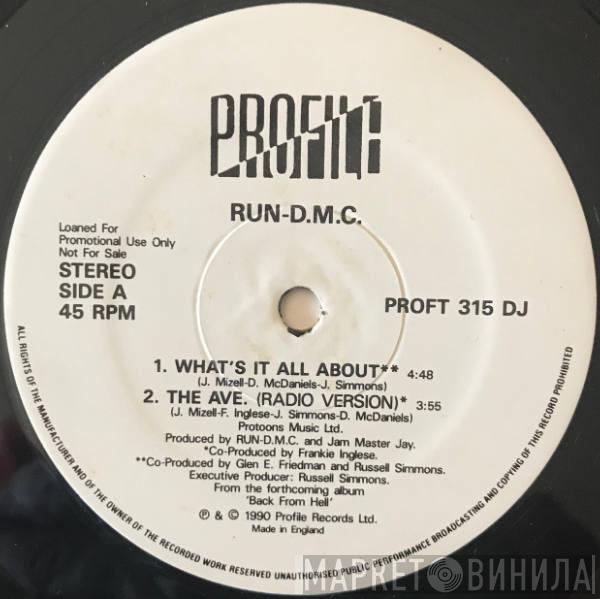 PROFILE
RUN-D.M.C.
Loaned For
Promotional Use Only
Not For Sale
STEREO
SIDE A
45 RPM
PROFT 315 DJ
1. WHAT'S IT ALL ABOUT** 4:48
(J. Mizell-D. McDaniels-J. Simmons)
2. THE AVE. (RADIO VERSION)* 3:55
(J. Mizell-F. Inglese-J. Simmons-D. McDaniels)
Protoons Music Ltd.
Produced by RUN-D.M.C. and Jam Master Jay.
*Co-Produced by Frankie Inglese.
**Co-Produced by Glen E. Friedman and Russell Simmons.
Executive Producer: Russell Simmons.
From the forthcoming album
'Back From Hell'
℗ & © 1990 Profile Records Ltd.
Made in England
ALL RIGHTS OF THE MANUFACTURER AND OF THE OWNER OF THE RECORDED WORK RESERVED UNAUTHORISED PUBLIC PERFORMANCE BROADCASTING AND COPYING OF THIS RECORD PROHIBITED
МАРКЕТ ВИНИЛА